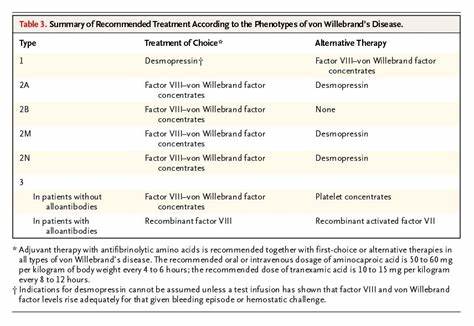 Table 3. Summary of Recommended Treatment According to the Phenotypes of von Willebrand's Disease.
Type Treatment of Choice* Alternative Therapy
1 Desmopressin† Factor VIII–von Willebrand factor concentrates
2A Factor VIII–von Willebrand factor concentrates Desmopressin
2B Factor VIII–von Willebrand factor concentrates None
2M Factor VIII–von Willebrand factor concentrates Desmopressin
2N Factor VIII–von Willebrand factor concentrates Desmopressin
3
In patients without alloantibodies Factor VIII–von Willebrand factor concentrates Platelet concentrates
In patients with alloantibodies Recombinant factor VIII Recombinant activated factor VII
* Adjuvant therapy with antifibrinolytic amino acids is recommended together with first-choice or alternative therapies in
all types of von Willebrand's disease. The recommended oral or intravenous dosage of aminocaproic acid is 50 to 60 mg
per kilogram of body weight every 4 to 6 hours; the recommended dose of tranexamic acid is 10 to 15 mg per kilogram
every 8 to 12 hours.
† Indications for desmopressin cannot be assumed unless a test infusion has shown that factor VIII and von Willebrand
factor levels rise adequately for that given bleeding episode or hemostatic challenge.